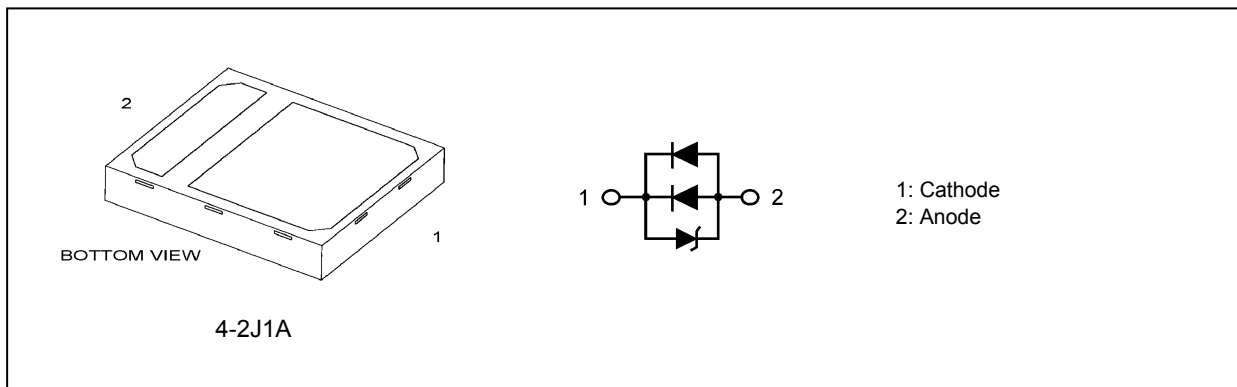 2
1
BOTTOM VIEW
4-2J1A
1
2
1: Cathode
2: Anode